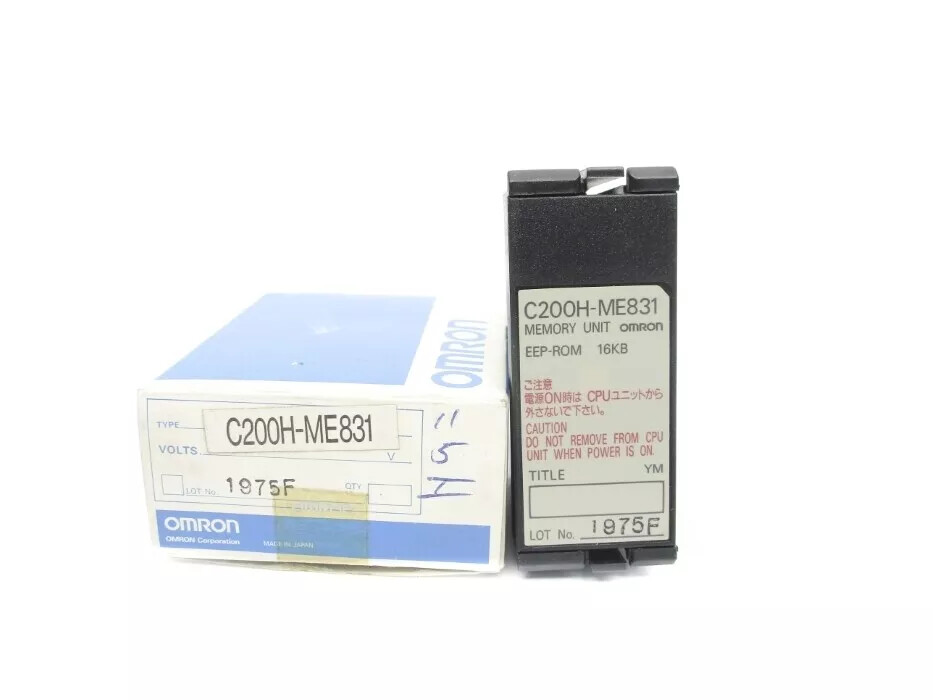 OMRON
TYPE
C200H-ME831
VOLTS
V
LOT No. 1975F
QTY
OMRON
OMRON Corporation
MADE IN JAPAN
C200H-ME831
MEMORY UNIT OMRON
EEP-ROM 16KB
ご注意
電源ON時は CPUユニットから
外さないで下さい。
CAUTION
DO NOT REMOVE FROM CPU
UNIT WHEN POWER IS ON.
TITLE YM
LOT No. 1975F